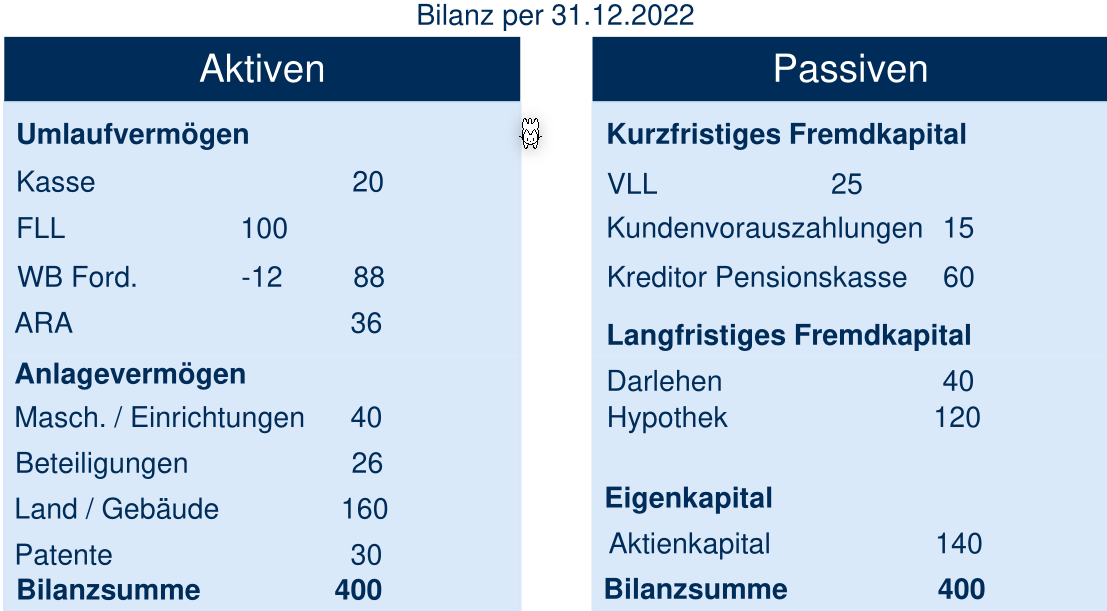 Bilanz per 31.12.2022
Aktiven
Umlaufvermögen
Kasse 20
FLL 100
WB Ford. -12 88
ARA 36
Anlagevermögen
Masch. / Einrichtungen 40
Beteiligungen 26
Land / Gebäude 160
Patente 30
Bilanzsumme 400
Passiven
Kurzfristiges Fremdkapital
VLL 25
Kundenvorauszahlungen 15
Kreditor Pensionskasse 60
Langfristiges Fremdkapital
Darlehen 40
Hypothek 120
Eigenkapital
Aktienkapital 140
Bilanzsumme 400